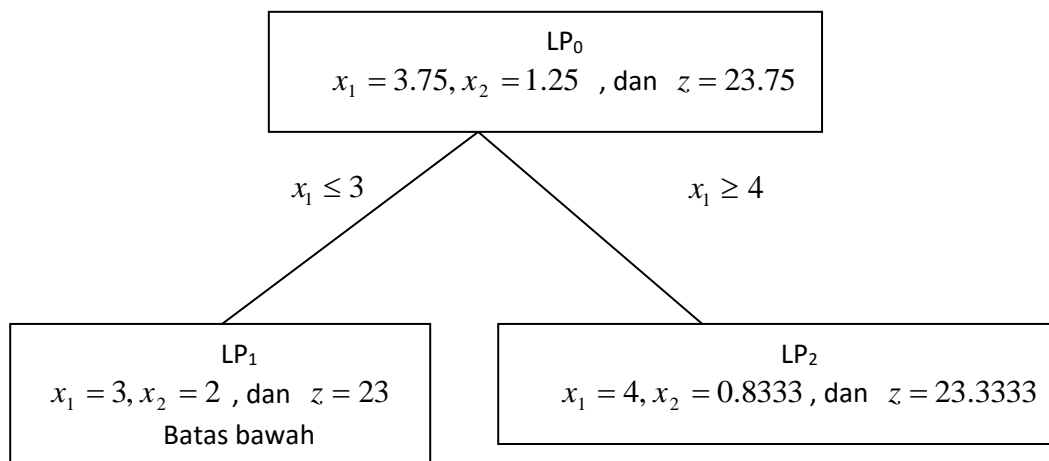 LP₀
x₁ = 3.75, x₂ = 1.25 , dan z = 23.75
x₁ ≤ 3
x₁ ≥ 4
LP₁
x₁ = 3, x₂ = 2 , dan z = 23
Batas bawah
LP₂
x₁ = 4, x₂ = 0.8333 , dan z = 23.3333